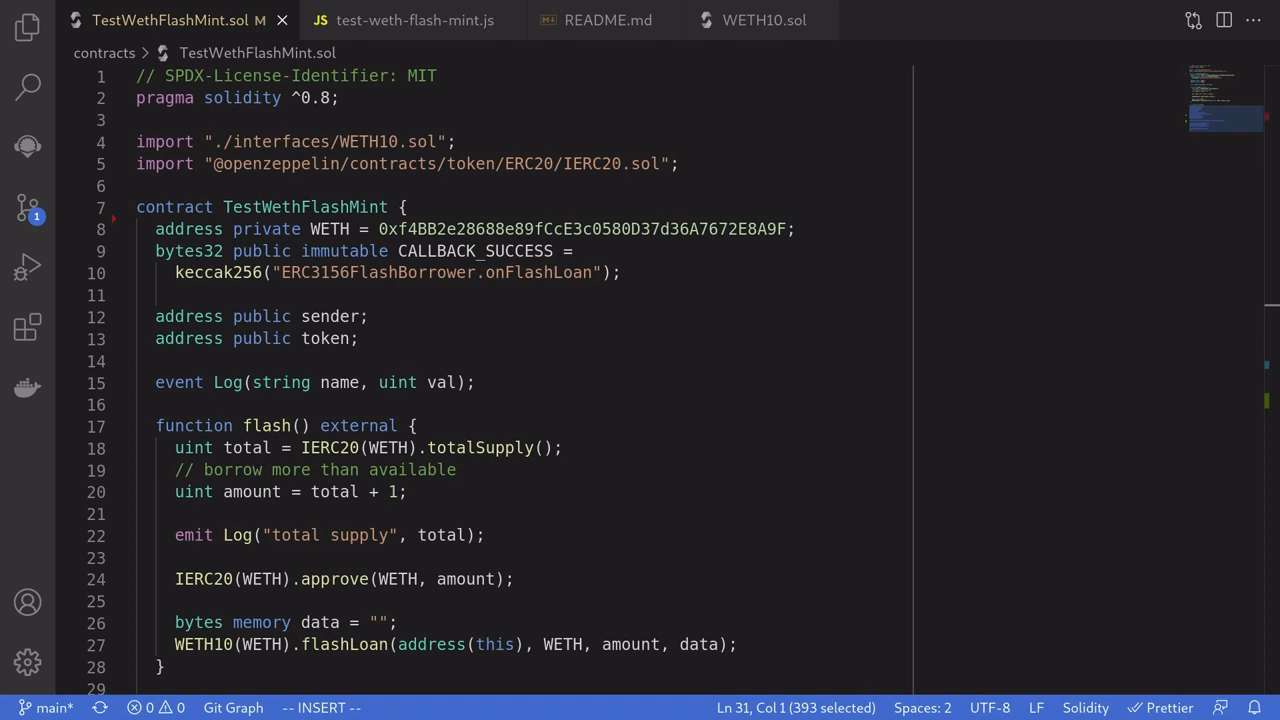 TestWethFlashMint.sol M
JS test-weth-flash-mint.js
README.md
WETH10.sol
contracts > TestWethFlashMint.sol
1 // SPDX-License-Identifier: MIT
2 pragma solidity ^0.8;
3
4 import "./interfaces/WETH10.sol";
5 import "@openzeppelin/contracts/token/ERC20/IERC20.sol";
6
7 contract TestWethFlashMint {
8 address private WETH = 0xf4BB2e28688e89fCcE3c0580D37d36A7672E8A9F;
9 bytes32 public immutable CALLBACK_SUCCESS =
10 keccak256("ERC3156FlashBorrower.onFlashLoan");
11
12 address public sender;
13 address public token;
14
15 event Log(string name, uint val);
16
17 function flash() external {
18 uint total = IERC20(WETH).totalSupply();
19 // borrow more than available
20 uint amount = total + 1;
21
22 emit Log("total supply", total);
23
24 IERC20(WETH).approve(WETH, amount);
25
26 bytes memory data = "";
27 WETH10(WETH).flashLoan(address(this), WETH, amount, data);
28 }
29
1
main* 0 0 Git Graph -- INSERT -- Ln 31, Col 1 (393 selected) Spaces: 2 UTF-8 LF Solidity Prettier